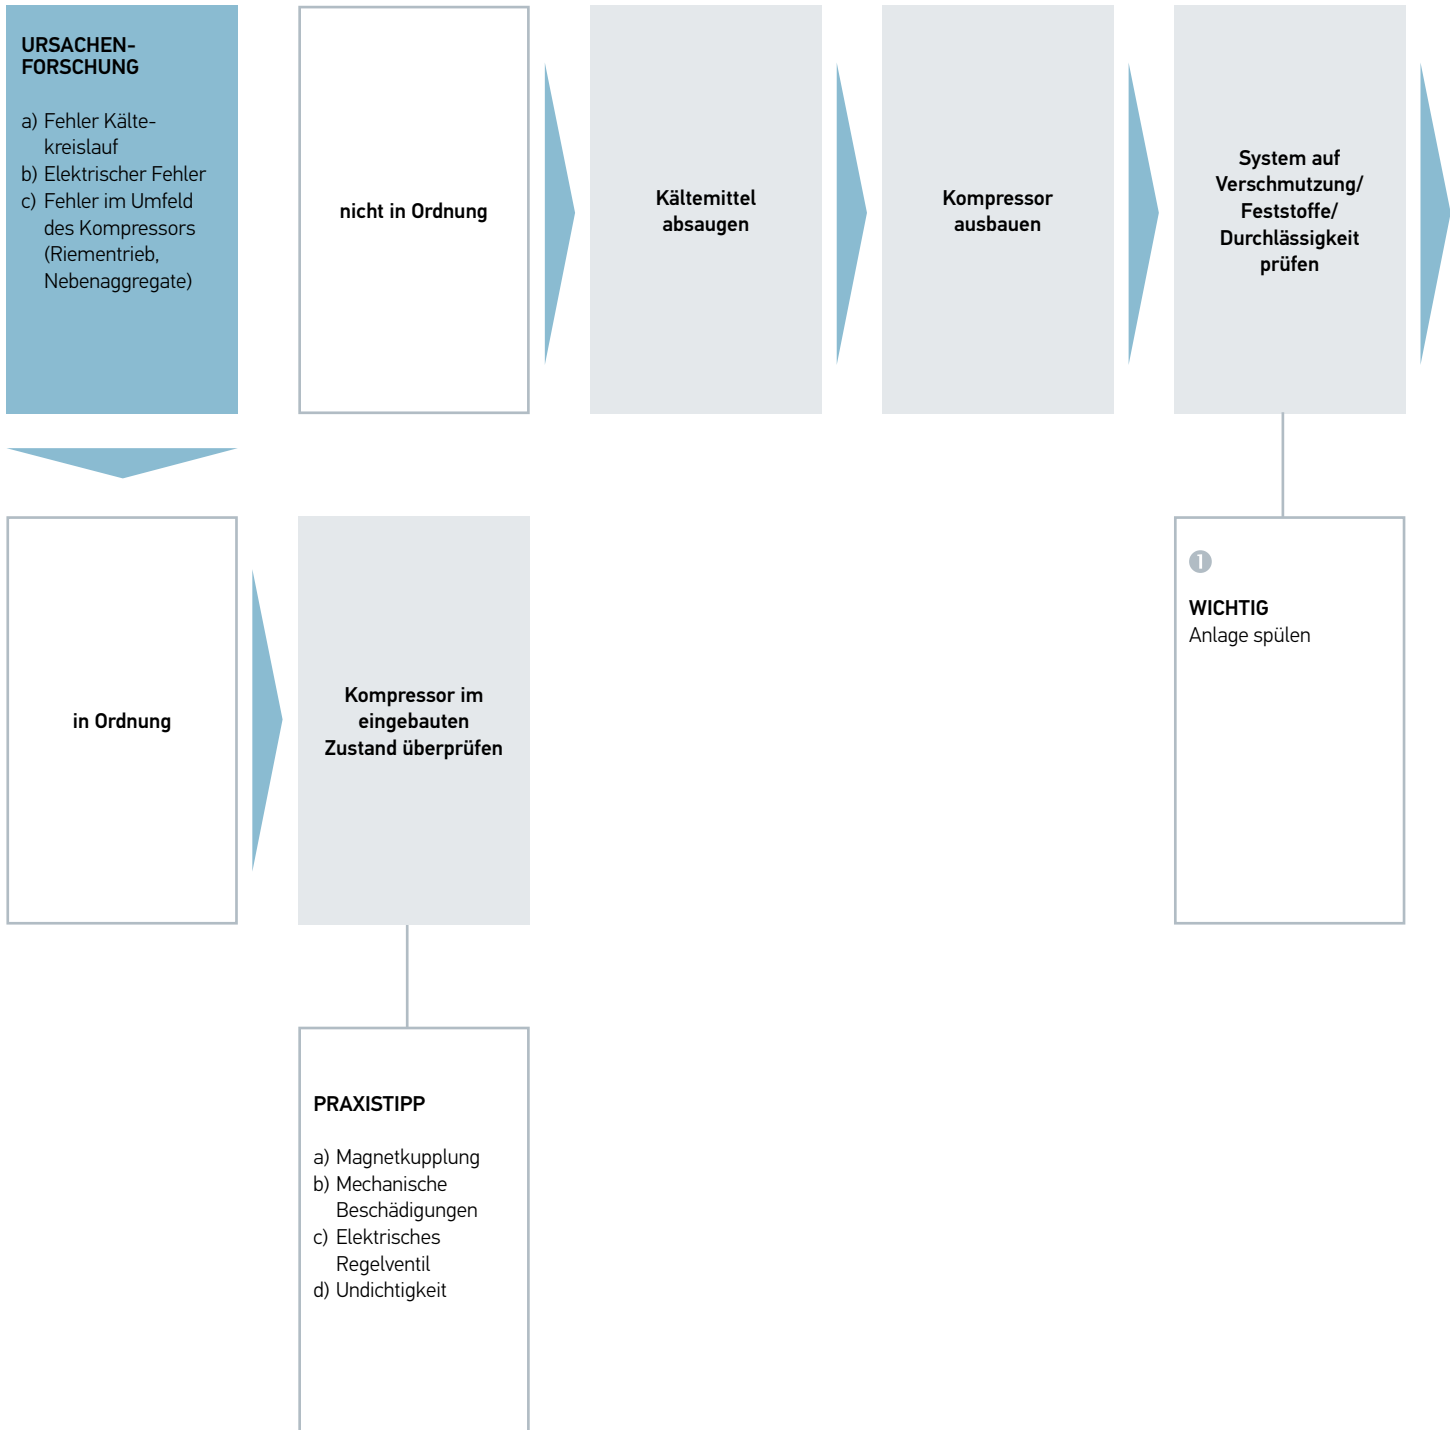 URSACHEN-
FORSCHUNG
a) Fehler Kälte-
kreislauf
b) Elektrischer Fehler
c) Fehler im Umfeld
des Kompressors
(Riementrieb,
Nebenaggregate)
nicht in Ordnung
Kältemittel
absaugen
Kompressor
ausbauen
System auf
Verschmutzung/
Feststoffe/
Durchlässigkeit
prüfen
in Ordnung
Kompressor im
eingebauten
Zustand überprüfen
1
WICHTIG
Anlage spülen
PRAXISTIPP
a) Magnetkupplung
b) Mechanische
Beschädigungen
c) Elektrisches
Regelventil
d) Undichtigkeit